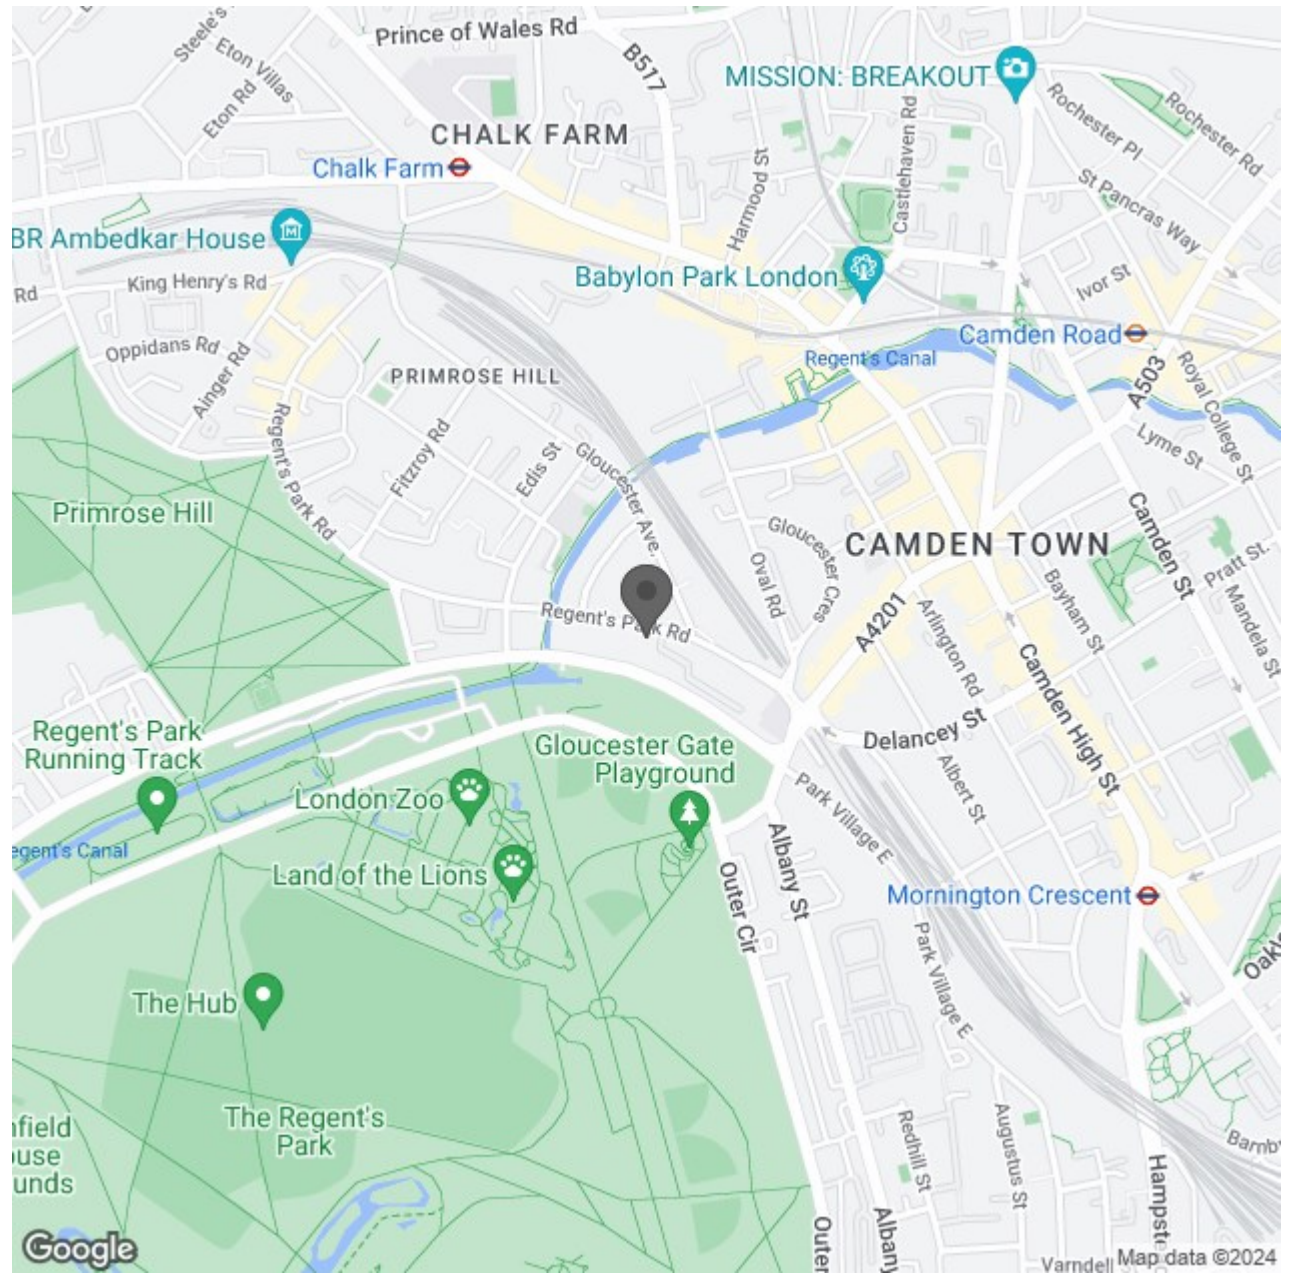 Prince of Wales Rd
Steele's
Eton Villas
Eton Rd
B517
MISSION: BREAKOUT
Rochester Pl
Rochester Rd
CHALK FARM
Chalk Farm
Harmood St
Castlehaven Rd
St Pancras Way
BR Ambedkar House
King Henry's Rd
Rd
Babylon Park London
Ivor St
Camden Road
Oppidans Rd
Ainger Rd
Regent's Canal
A503
Royal College St
PRIMROSE HILL
Regent's Park Rd
Fitzroy Rd
Edis St
Gloucester Ave.
Lyme St
Primrose Hill
Gloucester Cres
Oval Rd
CAMDEN TOWN
Camden St
Pratt St.
Mandela St
Bayham St
Regent's Park Rd
A4201
Arlington Rd
Camden High St
Delancey St
Albert St
Regent's Park
Running Track
Gloucester Gate
Playground
London Zoo
Park Village E
egent's Canal
Land of the Lions
Outer Cir
Albany St
Mornington Crescent
Park Village E
Oakl
The Hub
The Regent's
Park
nfield
ouse
unds
Redhill St
Augustus St
Barnby
Hampste
Outer
Albany
Varndell
Google
Map data ©2024